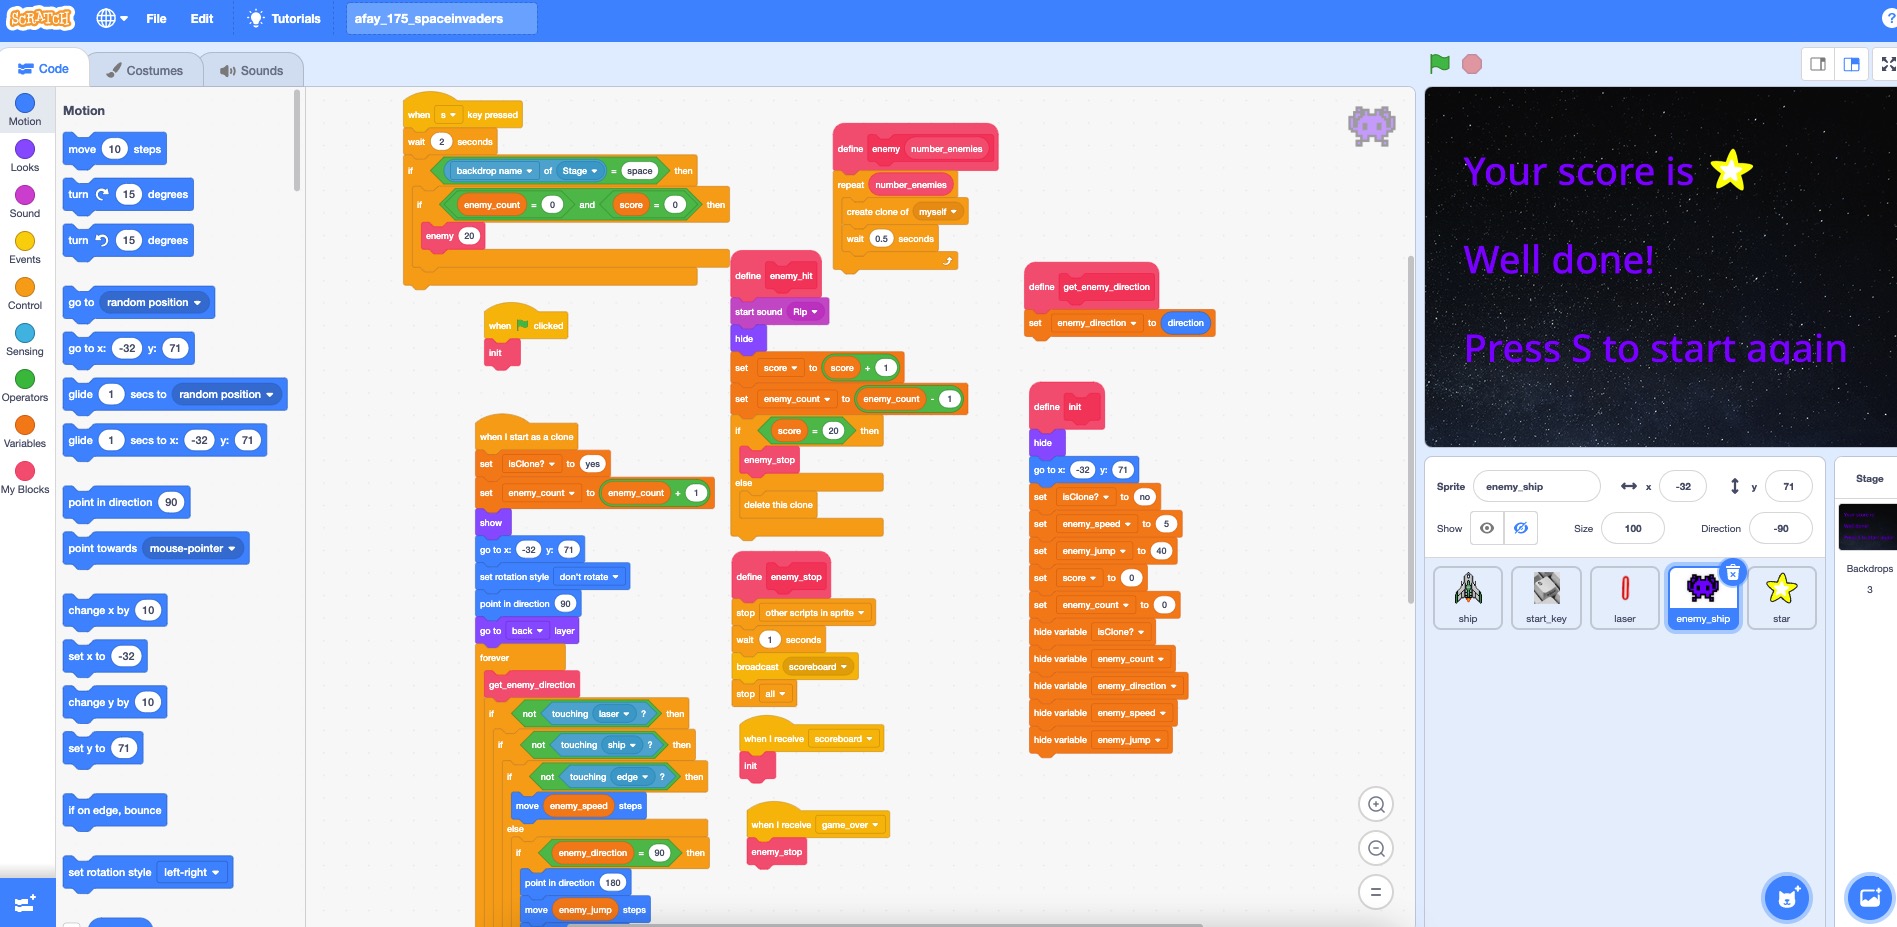 SCRATCH
File
Edit
Tutorials
afay_175_spaceinvaders
?
Code
Costumes
Sounds
Motion
Looks
Sound
Events
Control
Sensing
Operators
Variables
My Blocks
Motion
move 10 steps
turn 15 degrees
turn 15 degrees
go to random position
go to x: -32 y: 71
glide 1 secs to random position
glide 1 secs to x: -32 y: 71
point in direction 90
point towards mouse-pointer
change x by 10
set x to -32
change y by 10
set y to 71
if on edge, bounce
set rotation style left-right
when s key pressed
wait 2 seconds
if backdrop name of Stage = space then
if enemy_count = 0 and score = 0 then
enemy 20
when clicked
init
when I start as a clone
set isClone? to yes
set enemy_count to enemy_count + 1
show
go to x: -32 y: 71
set rotation style don't rotate
point in direction 90
go to back layer
forever
get_enemy_direction
if not touching laser ? then
if not touching ship ? then
if not touching edge ? then
move enemy_speed steps
else
if enemy_direction = 90 then
point in direction 180
move enemy_jump steps
define enemy number_enemies
repeat number_enemies
create clone of myself
wait 0.5 seconds
define enemy_hit
start sound Rip
hide
set score to score + 1
set enemy_count to enemy_count - 1
if score = 20 then
enemy_stop
else
delete this clone
define enemy_stop
stop other scripts in sprite
wait 1 seconds
broadcast scoreboard
stop all
when I receive scoreboard
init
when I receive game_over
enemy_stop
define get_enemy_direction
set enemy_direction to direction
define init
hide
go to x: -32 y: 71
set isClone? to no
set enemy_speed to 5
set enemy_jump to 40
set score to 0
set enemy_count to 0
hide variable isClone?
hide variable enemy_count
hide variable enemy_direction
hide variable enemy_speed
hide variable enemy_jump
Your score is
Well done!
Press S to start again
Sprite enemy_ship x -32 y 71
Show Size 100 Direction -90
ship
start_key
laser
enemy_ship
star
Stage
Backdrops
3